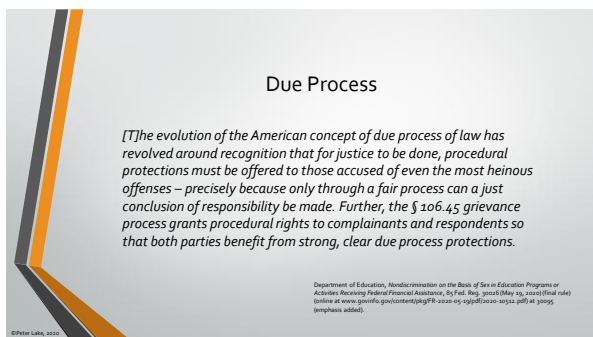 Due Process
[T]he evolution of the American concept of due process of law has
revolved around recognition that for justice to be done, procedural
protections must be offered to those accused of even the most heinous
offenses – precisely because only through a fair process can a just
conclusion of responsibility be made. Further, the § 106.45 grievance
process grants procedural rights to complainants and respondents so
that both parties benefit from strong, clear due process protections.
Department of Education, Nondiscrimination on the Basis of Sex in Education Programs or
Activities Receiving Federal Financial Assistance, 85 Fed. Reg. 30026 (May 19, 2020) (final rule)
(online at www.govinfo.gov/content/pkg/FR-2020-05-19/pdf/2020-10512.pdf) at 30095
(emphasis added).
©Peter Lake, 2020